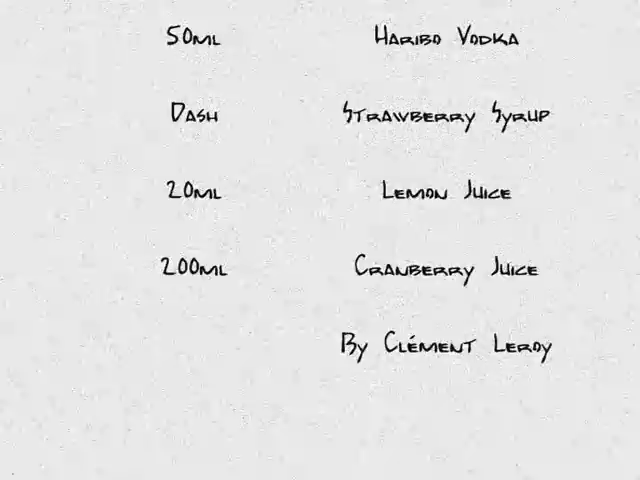 50ml Haribo Vodka
Dash Strawberry Syrup
20ml Lemon Juice
200ml Cranberry Juice
By Clément Leroy